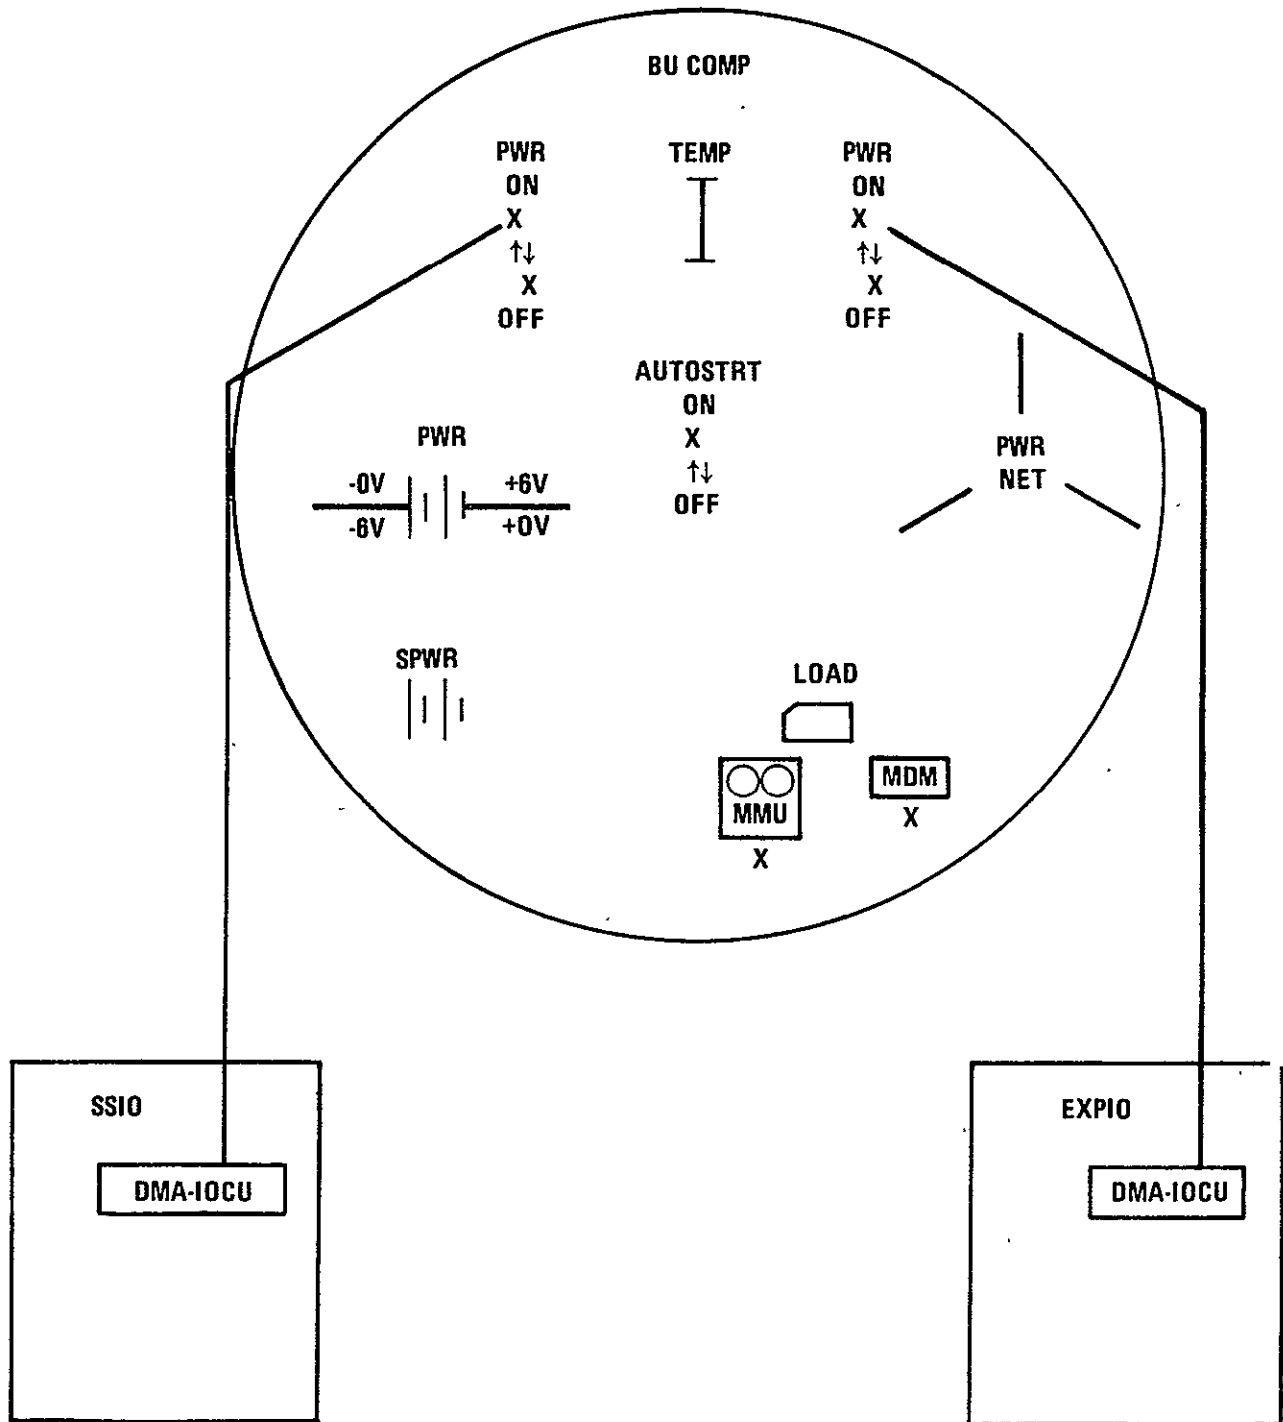 BU COMP
PWR
ON
X
↑↓
X
OFF
TEMP
PWR
ON
X
↑↓
X
OFF
AUTOSTRT
ON
X
↑↓
OFF
PWR
-0V +6V
-6V +0V
PWR
NET
SPWR
LOAD
MMU
X
MDM
X
SSIO
DMA-IOCU
EXPIO
DMA-IOCU